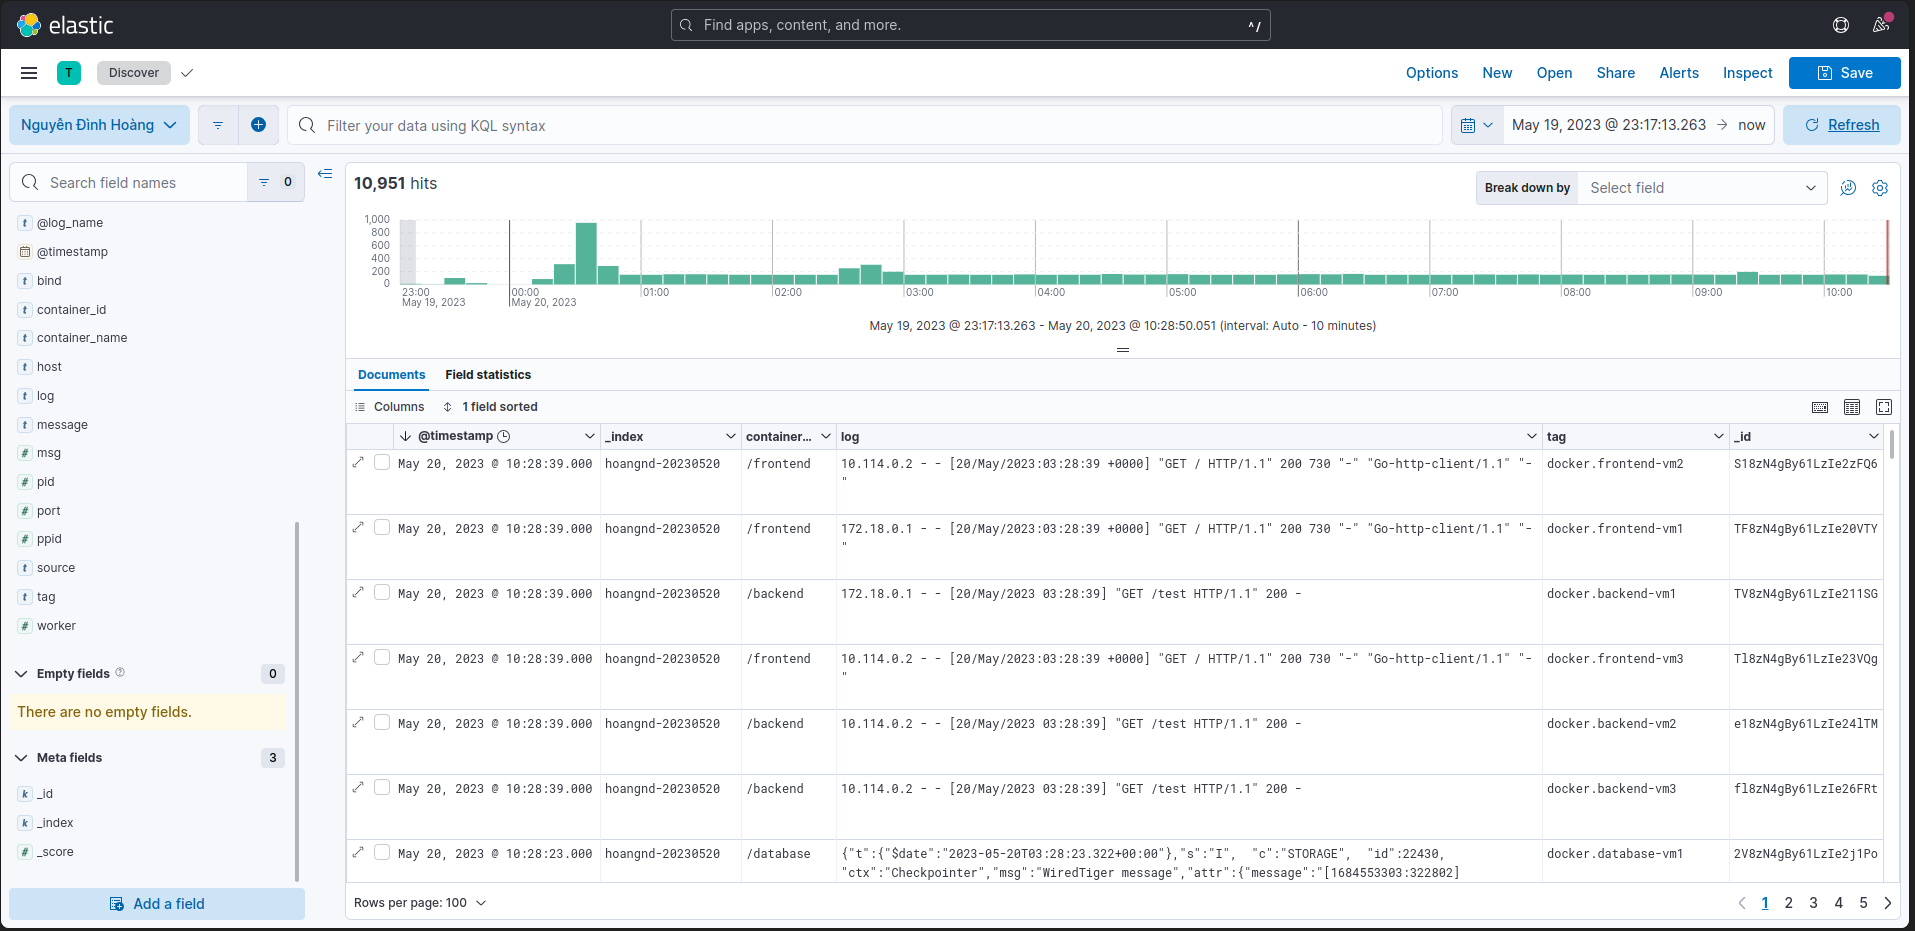 elastic
Find apps, content, and more.
^/
T
Discover
Options New Open Share Alerts Inspect Save
Nguyễn Đình Hoàng
Filter your data using KQL syntax
May 19, 2023 @ 23:17:13.263 → now
Refresh
Search field names
0
t @log_name
@timestamp
t bind
t container_id
t container_name
t host
t log
t message
# msg
# pid
# port
# ppid
t source
t tag
# worker
Empty fields
0
There are no empty fields.
Meta fields
3
k _id
k _index
# _score
Add a field
10,951 hits
Break down by Select field
1,000
800
600
400
200
0
23:00 00:00 01:00 02:00 03:00 04:00 05:00 06:00 07:00 08:00 09:00 10:00
May 19, 2023 May 20, 2023
May 19, 2023 @ 23:17:13.263 - May 20, 2023 @ 10:28:50.051 (interval: Auto - 10 minutes)
Documents Field statistics
Columns 1 field sorted
@timestamp _index container... log tag _id
May 20, 2023 @ 10:28:39.000 hoangnd-20230520 /frontend 10.114.0.2 - - [20/May/2023:03:28:39 +0000] "GET / HTTP/1.1" 200 730 "-" "Go-http-client/1.1" "- docker.frontend-vm2 S18zN4gBy61LzIe2zFQ6
"
May 20, 2023 @ 10:28:39.000 hoangnd-20230520 /frontend 172.18.0.1 - - [20/May/2023:03:28:39 +0000] "GET / HTTP/1.1" 200 730 "-" "Go-http-client/1.1" "- docker.frontend-vm1 TF8zN4gBy61LzIe20VTY
"
May 20, 2023 @ 10:28:39.000 hoangnd-20230520 /backend 172.18.0.1 - - [20/May/2023 03:28:39] "GET /test HTTP/1.1" 200 - docker.backend-vm1 TV8zN4gBy61LzIe211SG
May 20, 2023 @ 10:28:39.000 hoangnd-20230520 /frontend 10.114.0.2 - - [20/May/2023:03:28:39 +0000] "GET / HTTP/1.1" 200 730 "-" "Go-http-client/1.1" "- docker.frontend-vm3 Tl8zN4gBy61LzIe23VQg
"
May 20, 2023 @ 10:28:39.000 hoangnd-20230520 /backend 10.114.0.2 - - [20/May/2023 03:28:39] "GET /test HTTP/1.1" 200 - docker.backend-vm2 e18zN4gBy61LzIe24lTM
May 20, 2023 @ 10:28:39.000 hoangnd-20230520 /backend 10.114.0.2 - - [20/May/2023 03:28:39] "GET /test HTTP/1.1" 200 - docker.backend-vm3 fl8zN4gBy61LzIe26FRt
May 20, 2023 @ 10:28:23.000 hoangnd-20230520 /database {"t":{"$date":"2023-05-20T03:28:23.322+00:00"},"s":"I", "c":"STORAGE", "id":22430, docker.database-vm1 2V8zN4gBy61LzIe2j1Po
"ctx":"Checkpointer","msg":"WiredTiger message","attr":{"message":"[1684553303:322802]
Rows per page: 100
1 2 3 4 5